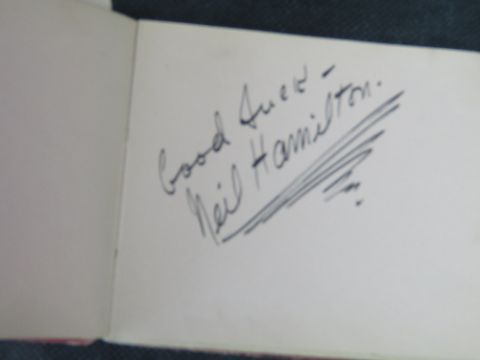 Good Luck -
Neil Hamilton.